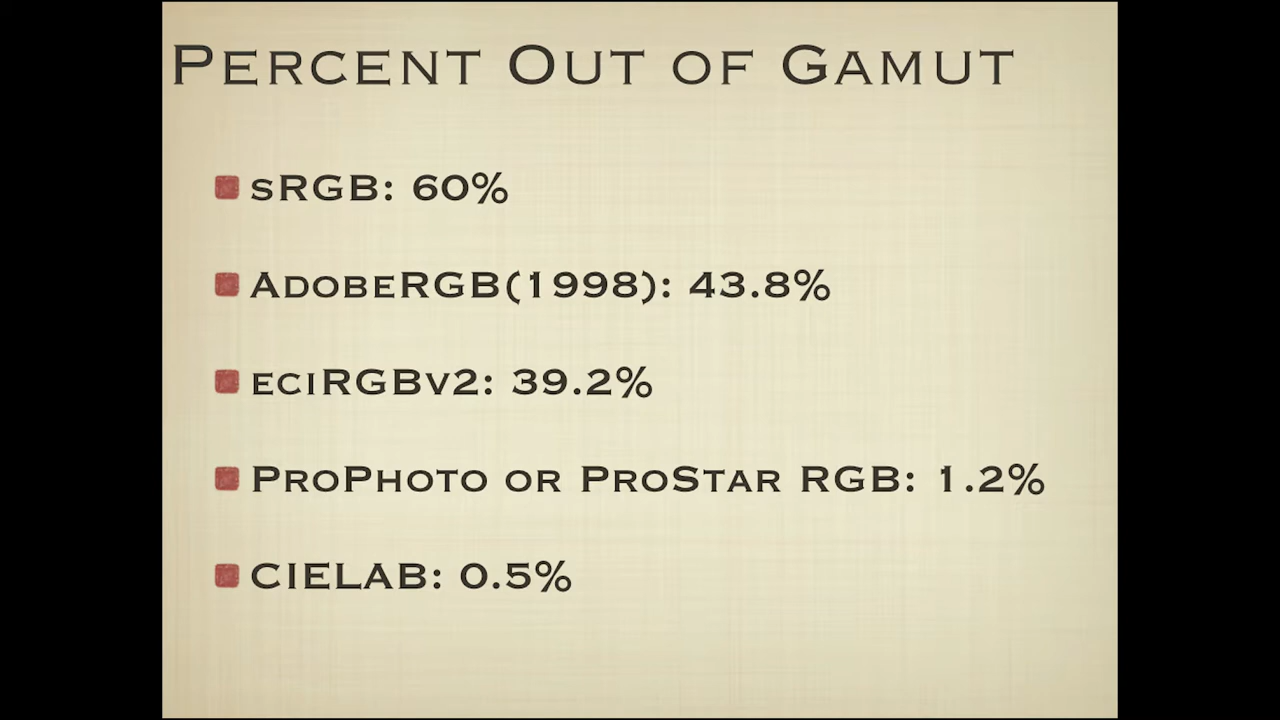 Percent Out of Gamut
sRGB: 60%
AdobeRGB(1998): 43.8%
eciRGBv2: 39.2%
ProPhoto or ProStar RGB: 1.2%
CIELAB: 0.5%